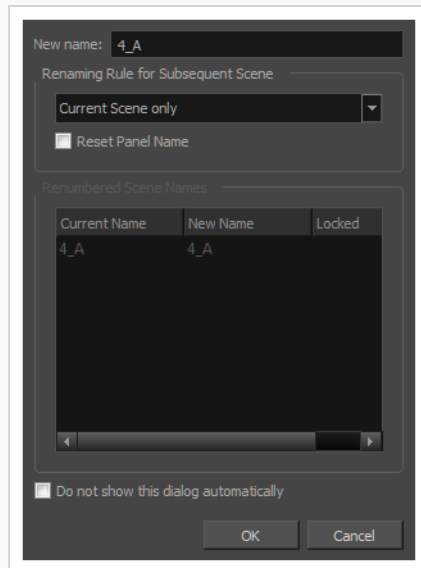 New name: 4_A
Renaming Rule for Subsequent Scene
Current Scene only
Reset Panel Name
Renumbered Scene Names
Current Name New Name Locked
4_A 4_A
Do not show this dialog automatically
OK Cancel